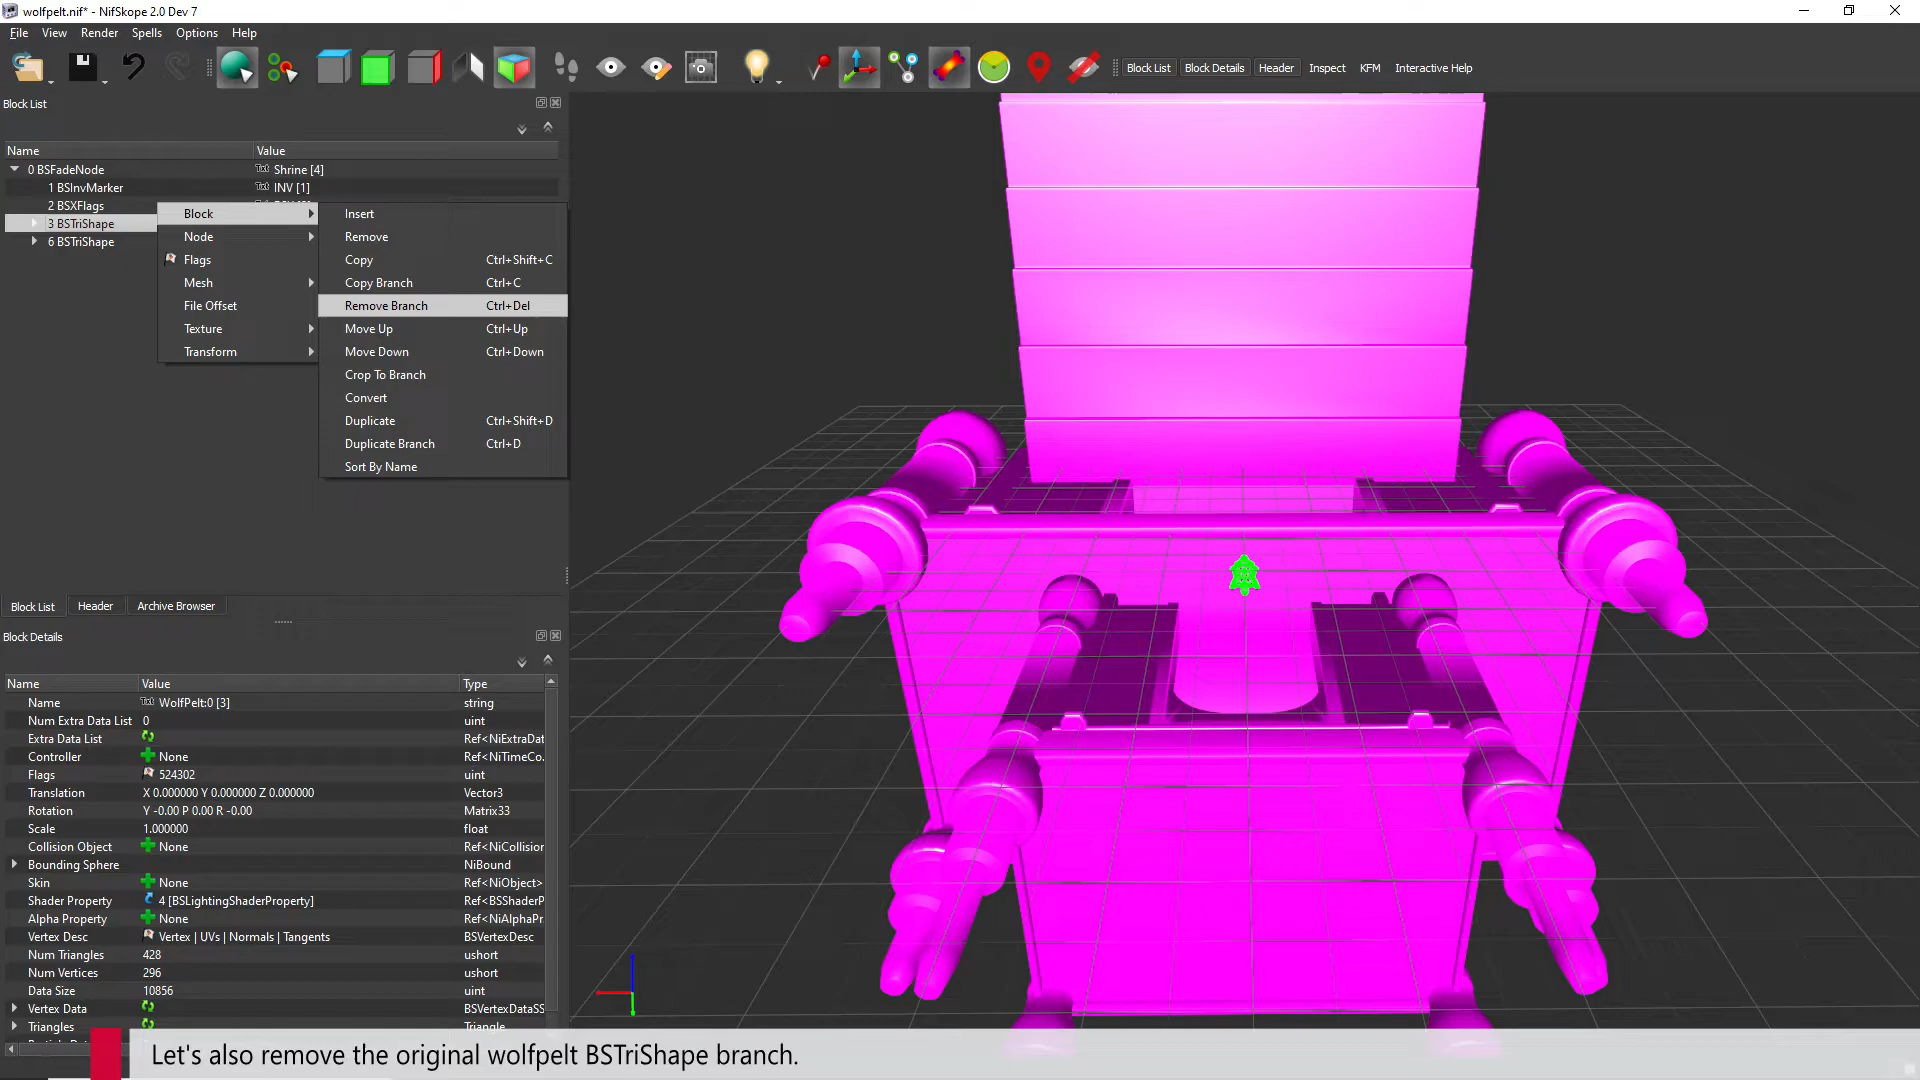 wolfpelt.nif* - NifSkope 2.0 Dev 7
File View Render Spells Options Help
Block List Block Details Header Inspect KFM Interactive Help
Block List
Name Value
0 BSFadeNode Txt Shrine [4]
1 BSInvMarker Txt INV [1]
2 BSXFlags
3 BSTriShape
6 BSTriShape
Block
Node
Flags
Mesh
File Offset
Texture
Transform
Insert
Remove
Copy Ctrl+Shift+C
Copy Branch Ctrl+C
Remove Branch Ctrl+Del
Move Up Ctrl+Up
Move Down Ctrl+Down
Crop To Branch
Convert
Duplicate Ctrl+Shift+D
Duplicate Branch Ctrl+D
Sort By Name
Block List Header Archive Browser
Block Details
Name Value Type
Name Txt WolfPelt:0 [3] string
Num Extra Data List 0 uint
Extra Data List Ref<NiExtraDat
Controller None Ref<NiTimeCo.
Flags 524302 uint
Translation X 0.000000 Y 0.000000 Z 0.000000 Vector3
Rotation Y -0.00 P 0.00 R -0.00 Matrix33
Scale 1.000000 float
Collision Object None Ref<NiCollision
Bounding Sphere NiBound
Skin None Ref<NiObject>
Shader Property 4 [BSLightingShaderProperty] Ref<BSShaderP
Alpha Property None Ref<NiAlphaPr.
Vertex Desc Vertex | UVs | Normals | Tangents BSVertexDesc
Num Triangles 428 ushort
Num Vertices 296 ushort
Data Size 10856 uint
Vertex Data BSVertexDataSS
Triangles Triangle
Let's also remove the original wolfpelt BSTriShape branch.